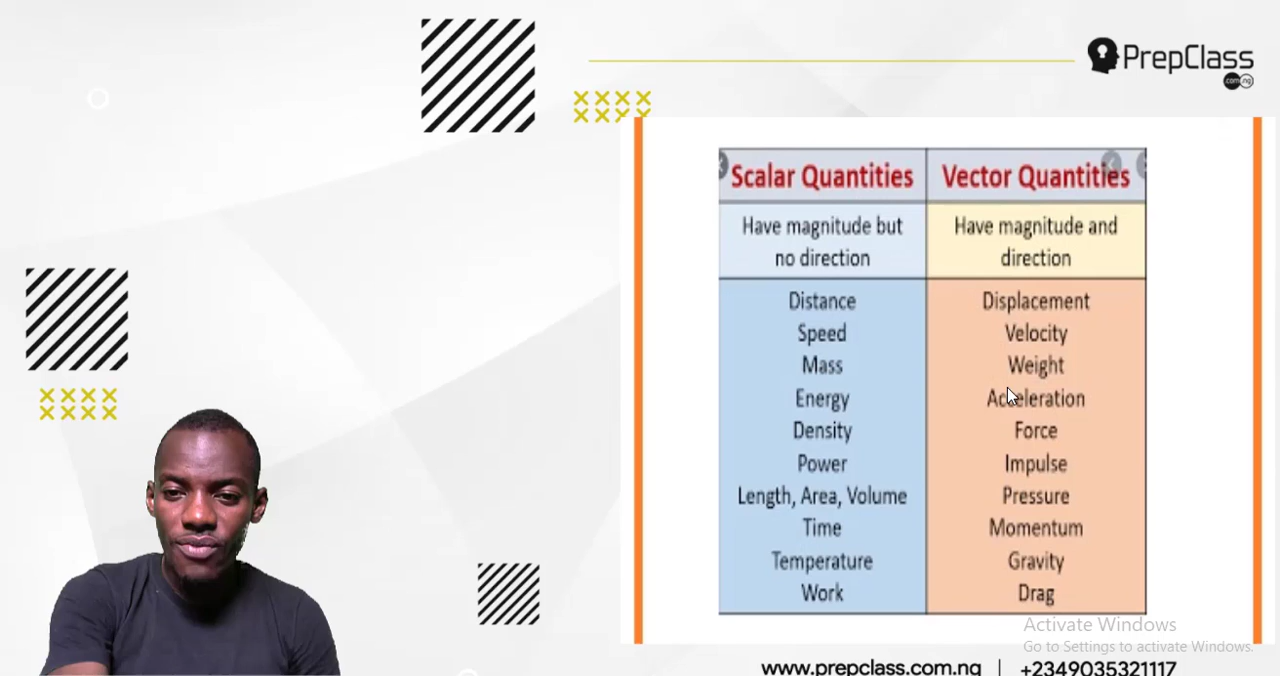 PrepClass
.com ng
Scalar Quantities
Vector Quantities
Have magnitude but
no direction
Have magnitude and
direction
Distance
Speed
Mass
Energy
Density
Power
Length, Area, Volume
Time
Temperature
Work
Displacement
Velocity
Weight
Acceleration
Force
Impulse
Pressure
Momentum
Gravity
Drag
Activate Windows
Go to Settings to activate Windows.
www.prepclass.com.ng | +2349035321117